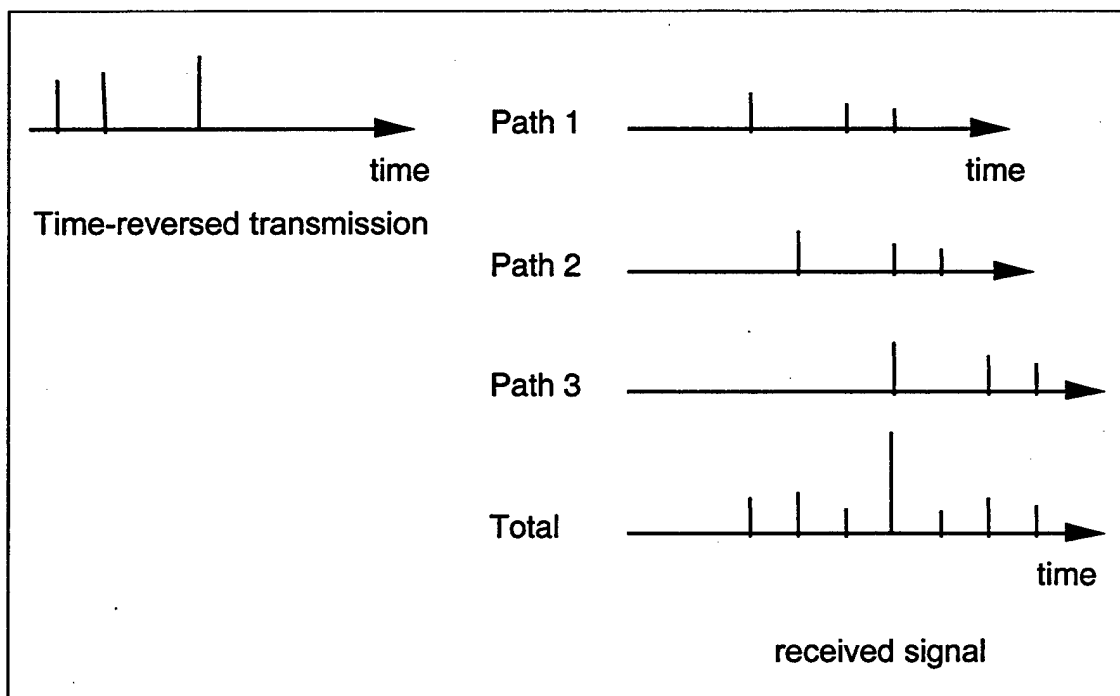 time
Time-reversed transmission
Path 1
time
Path 2
Path 3
Total
time
received signal